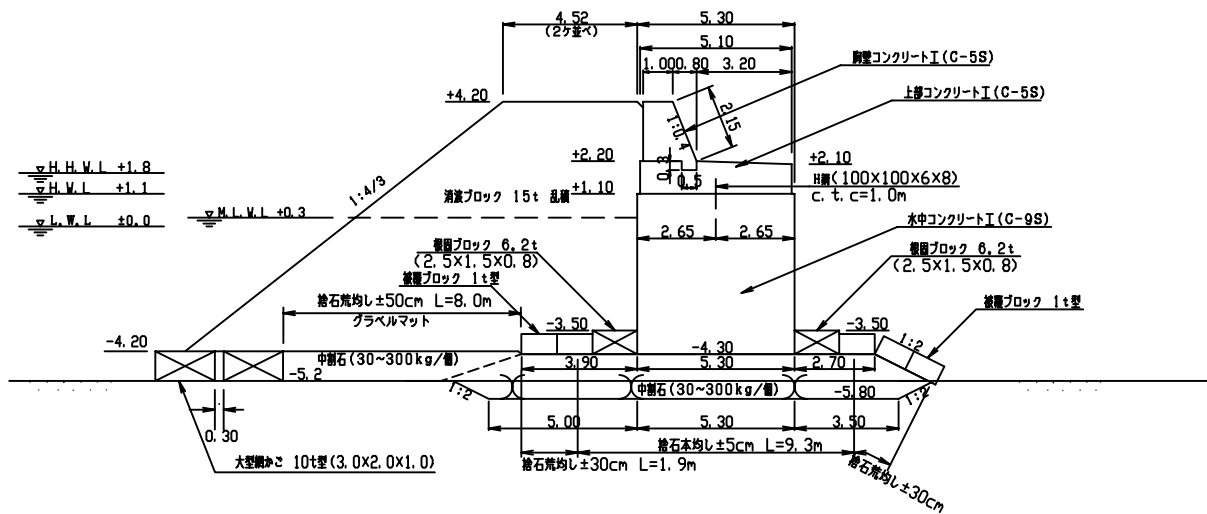 4.52
(2ケ並べ)
5.30
5.10
1.00
0.80
3.20
胸壁コンクリートⅠ(C-5S)
上部コンクリートⅠ(C-5S)
+4.20
1:0.4
2.15
H.H.W.L +1.8
H.W.L +1.1
L.W.L ±0.0
M.L.W.L +0.3
1:4/3
+2.20
0.3
0.5
+2.10
消波ブロック 15t 乱積
+1.10
H鋼(100×100×6×8)
c.t.c=1.0m
水中コンクリートⅠ(C-9S)
2.65
2.65
根固ブロック 6.2t
(2.5×1.5×0.8)
根固ブロック 6.2t
(2.5×1.5×0.8)
被覆ブロック 1t型
被覆ブロック 1t型
捨石荒均し±50cm L=8.0m
グラベルマット
-3.50
-3.50
1:2
-4.20
-4.30
中割石(30~300kg/個)
-5.2
3.90
5.30
2.70
1:2
中割石(30~300kg/個)
-5.80
1:2
0.30
5.00
5.30
3.50
大型網かご 10t型(3.0×2.0×1.0)
捨石本均し±5cm L=9.3m
捨石荒均し±30cm L=1.9m
捨石荒均し±30cm